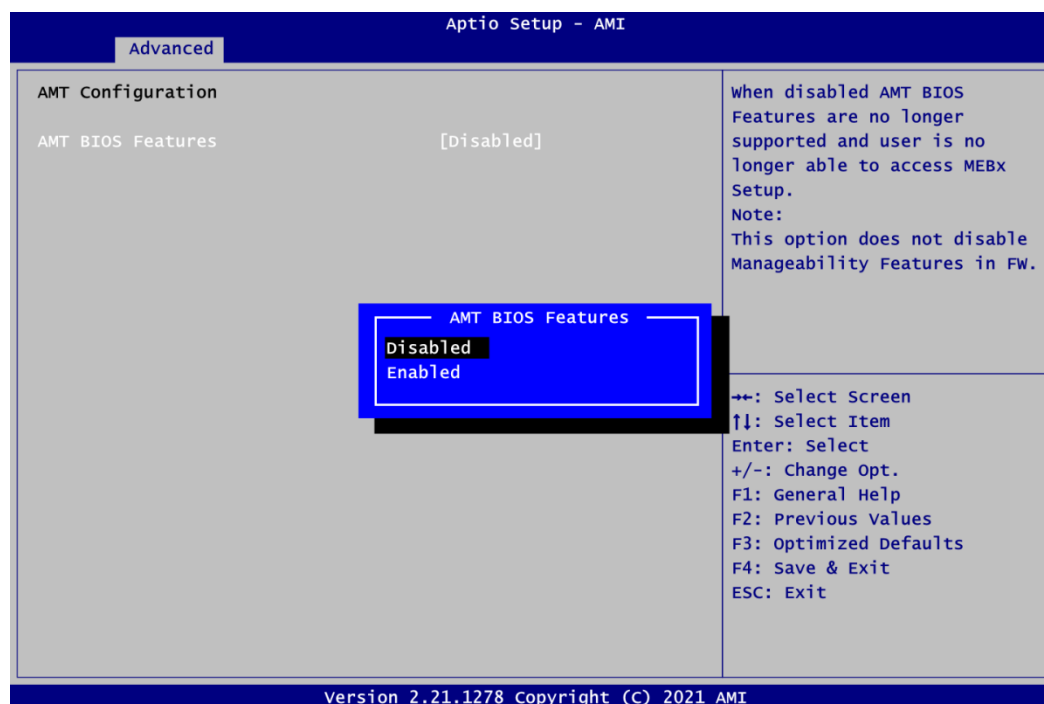 Aptio Setup - AMI
Advanced
AMT Configuration
AMT BIOS Features [Disabled]
When disabled AMT BIOS
Features are no longer
supported and user is no
longer able to access MEBx
Setup.
Note:
This option does not disable
Manageability Features in FW.
AMT BIOS Features
Disabled
Enabled
→←: Select Screen
↑↓: Select Item
Enter: Select
+/-: Change Opt.
F1: General Help
F2: Previous Values
F3: Optimized Defaults
F4: Save & Exit
ESC: Exit
Version 2.21.1278 Copyright (C) 2021 AMI